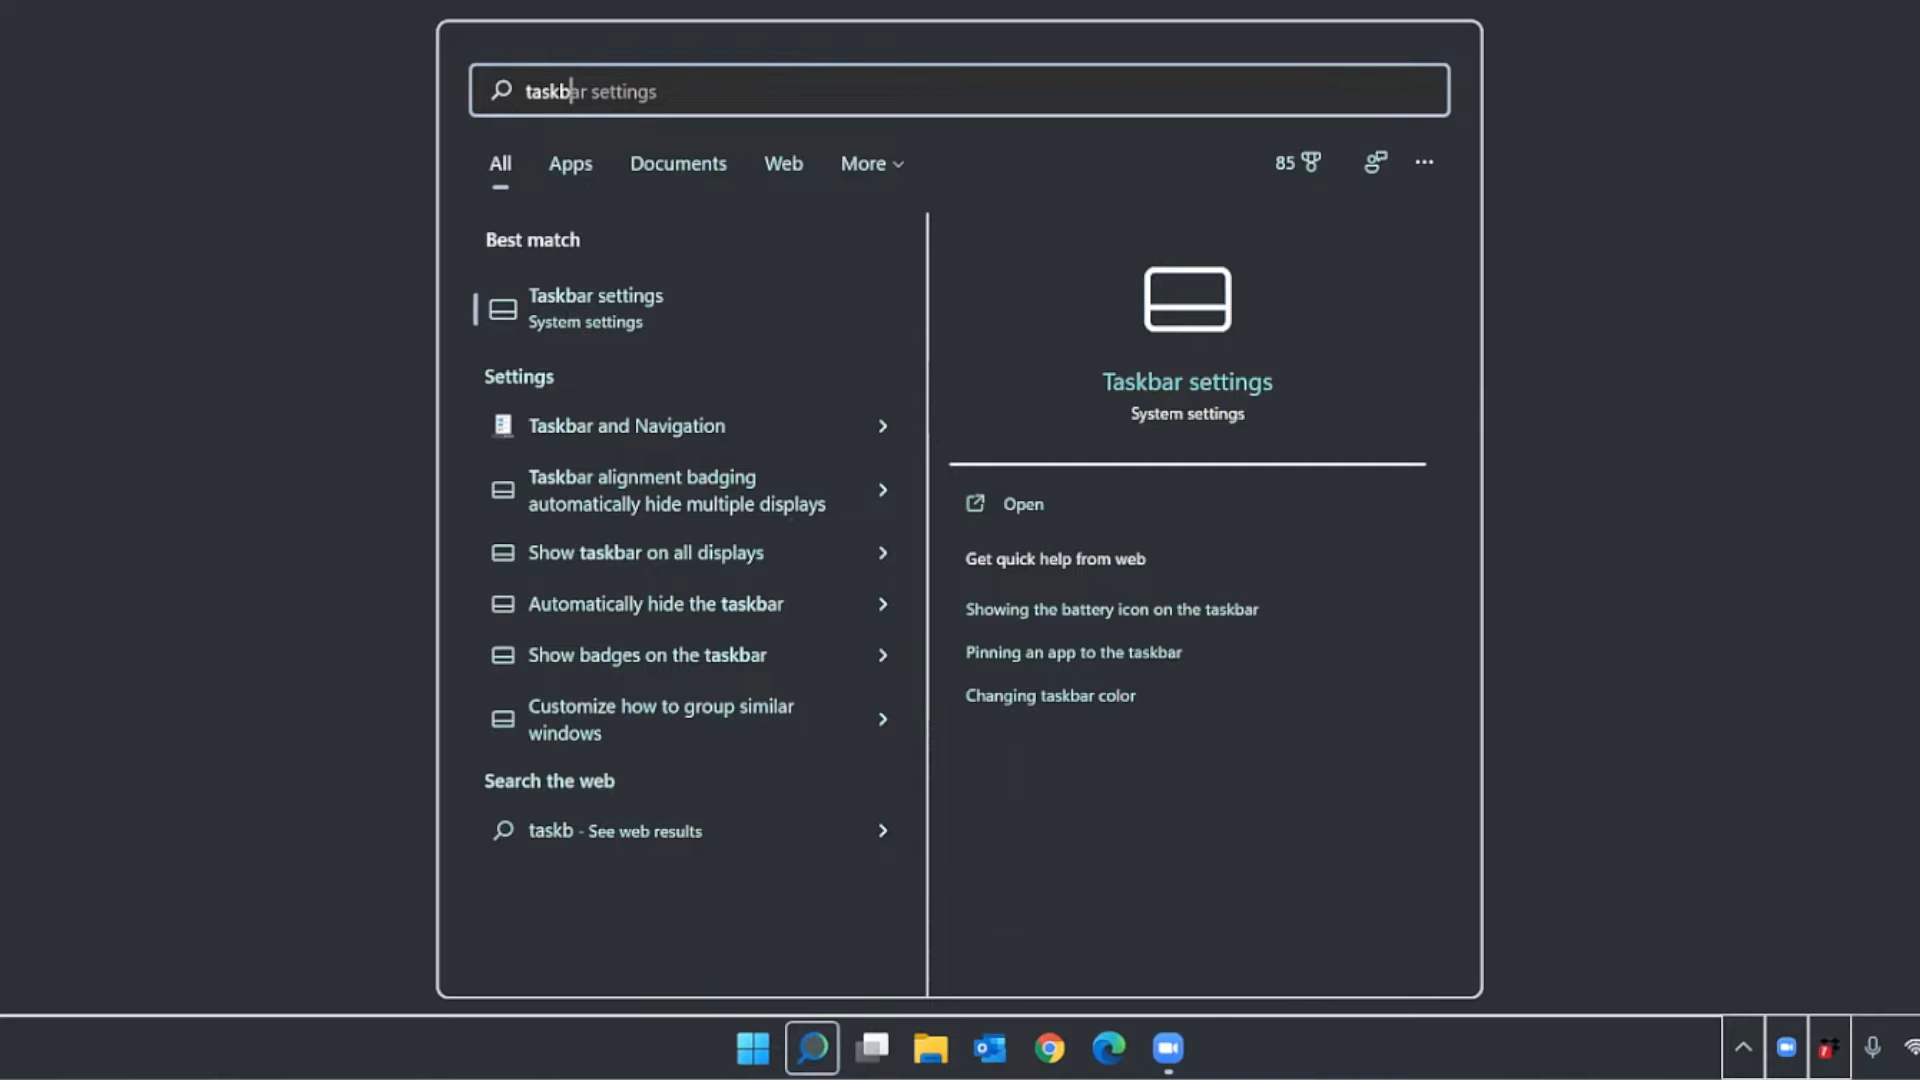 taskbar settings
All Apps Documents Web More 85
Best match
Taskbar settings
System settings
Settings
Taskbar and Navigation
Taskbar alignment badging
automatically hide multiple displays
Show taskbar on all displays
Automatically hide the taskbar
Show badges on the taskbar
Customize how to group similar
windows
Search the web
taskb - See web results
Taskbar settings
System settings
Open
Get quick help from web
Showing the battery icon on the taskbar
Pinning an app to the taskbar
Changing taskbar color